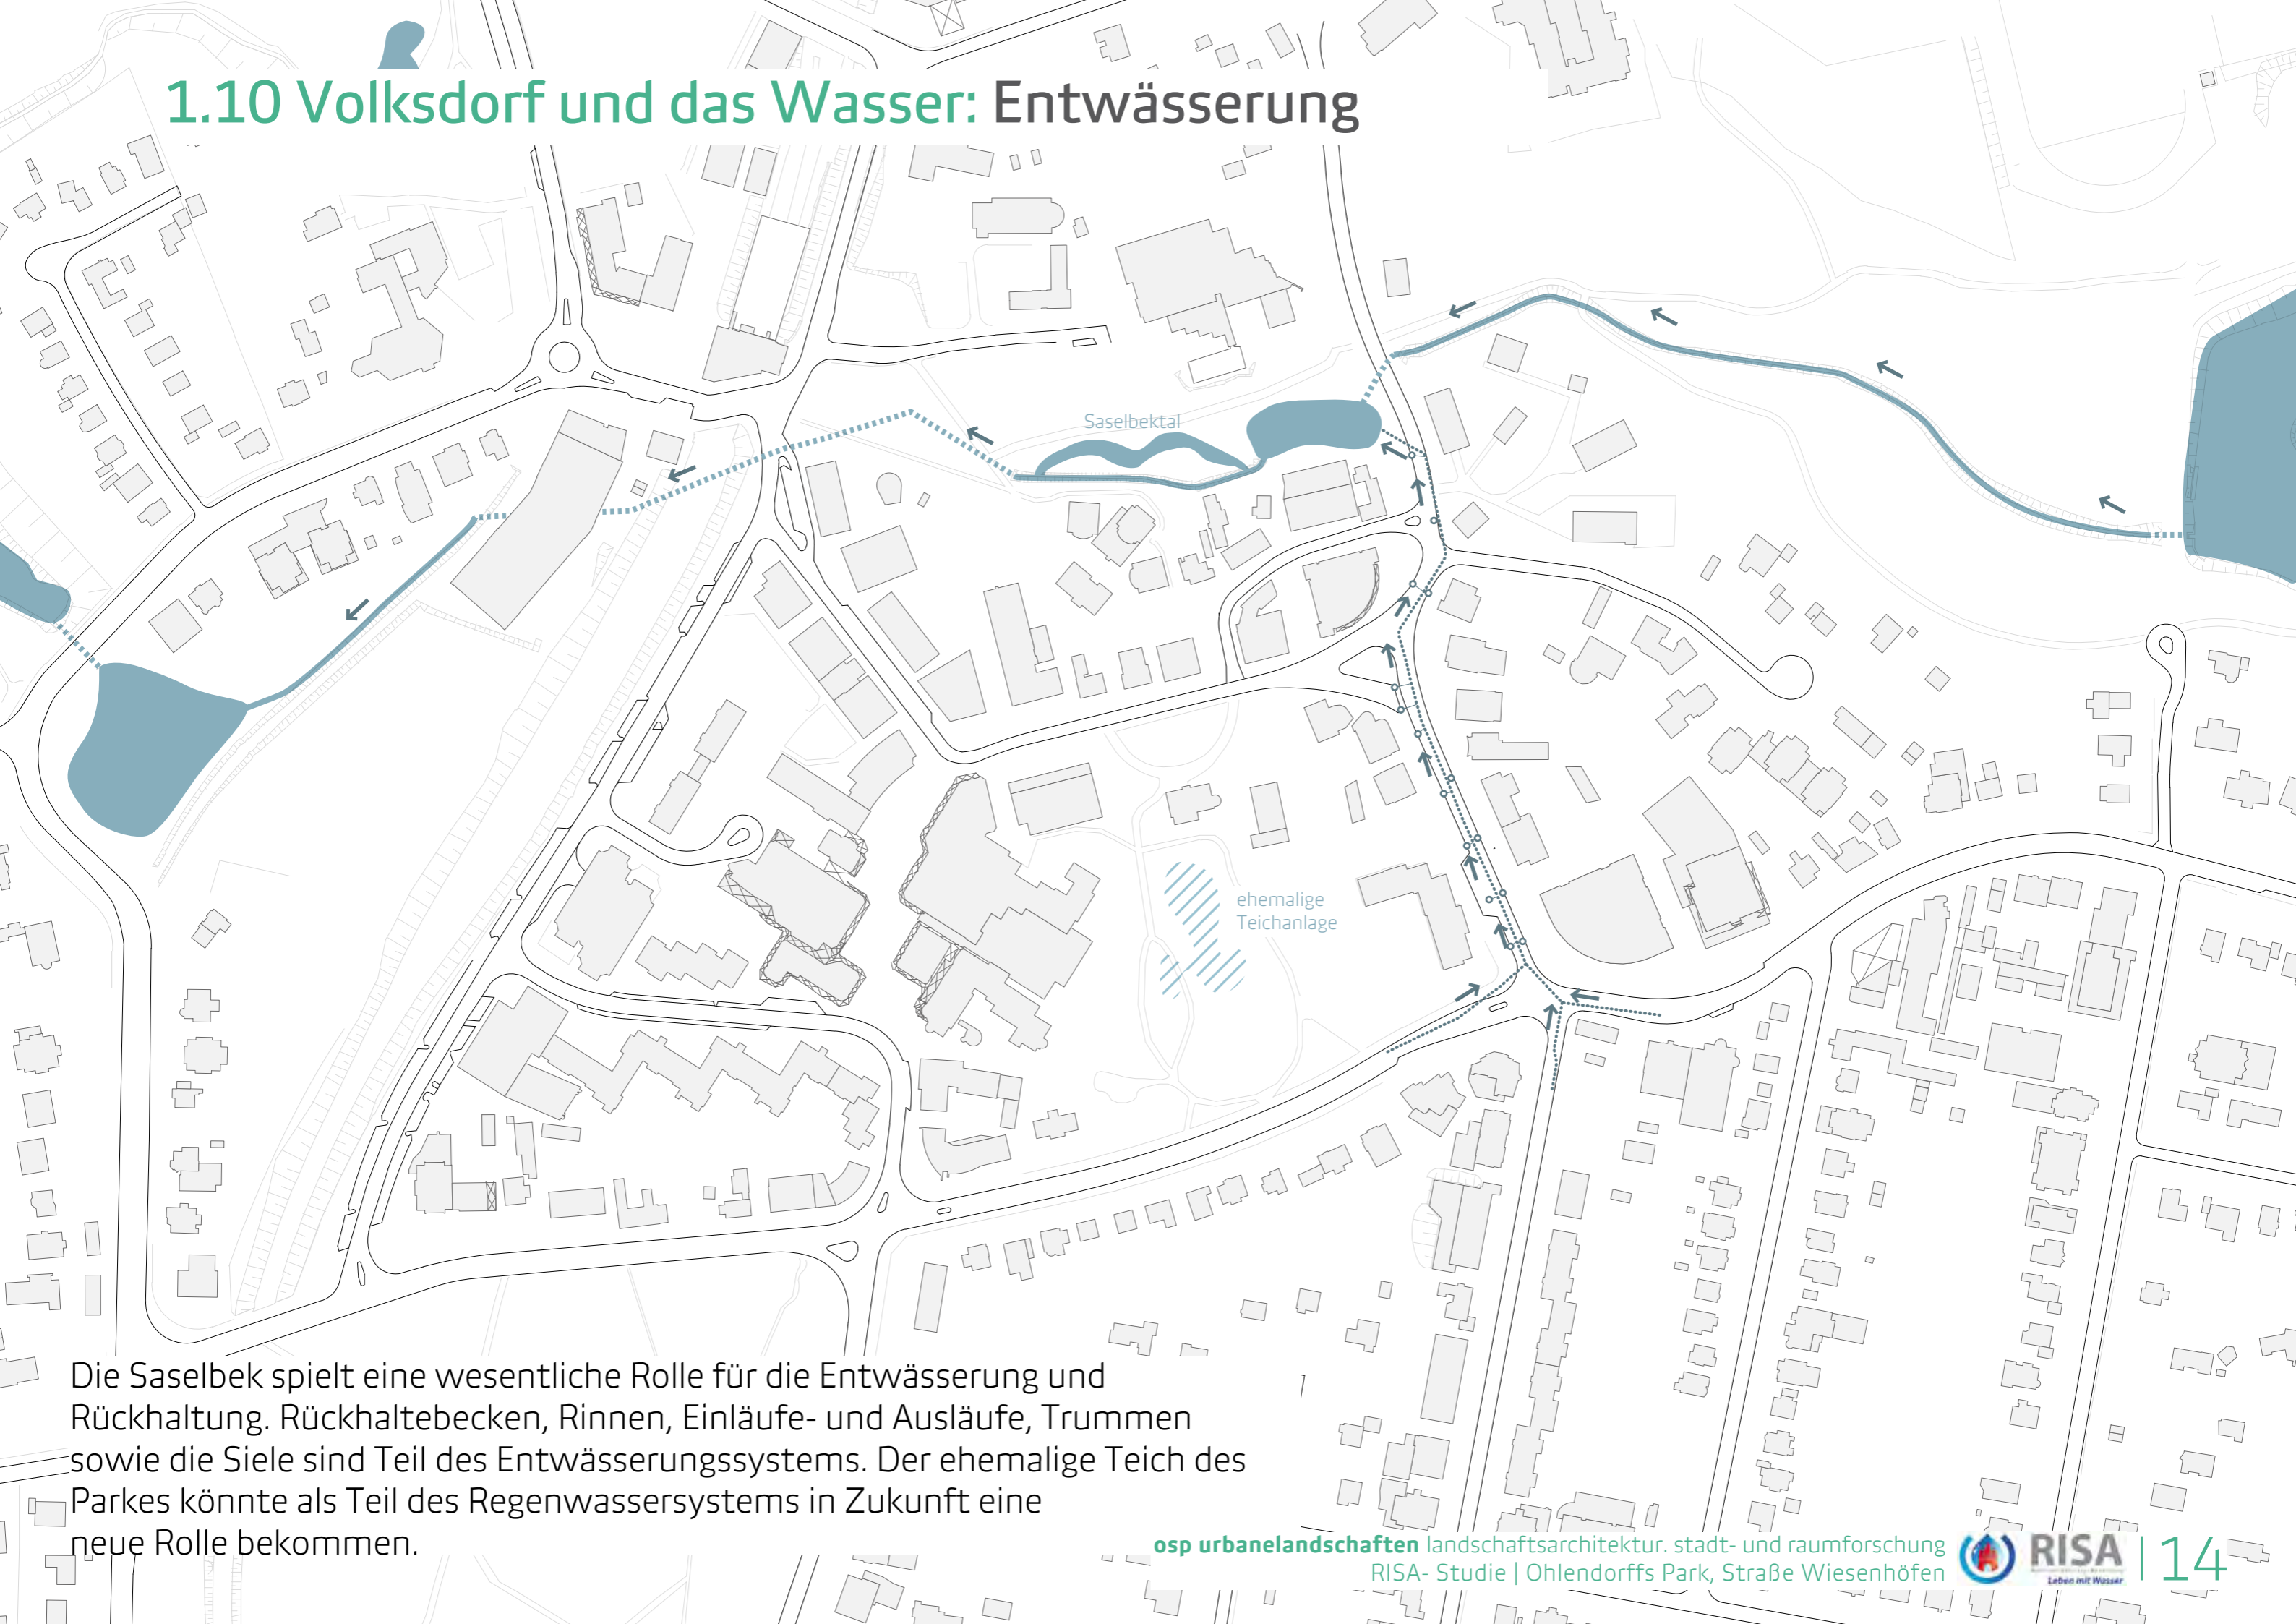 1.10 Volksdorf und das Wasser: Entwässerung
Saselbektal
ehemalige
Teichanlage
Die Saselbek spielt eine wesentliche Rolle für die Entwässerung und
Rückhaltung. Rückhaltebecken, Rinnen, Einläufe- und Ausläufe, Trummen
sowie die Siele sind Teil des Entwässerungssystems. Der ehemalige Teich des
Parkes könnte als Teil des Regenwassersystems in Zukunft eine
neue Rolle bekommen.
osp urbanelandschaften landschaftsarchitektur. stadt- und raumforschung
RISA- Studie | Ohlendorffs Park, Straße Wiesenhöfen
RISA
Leben mit Wasser
| 14